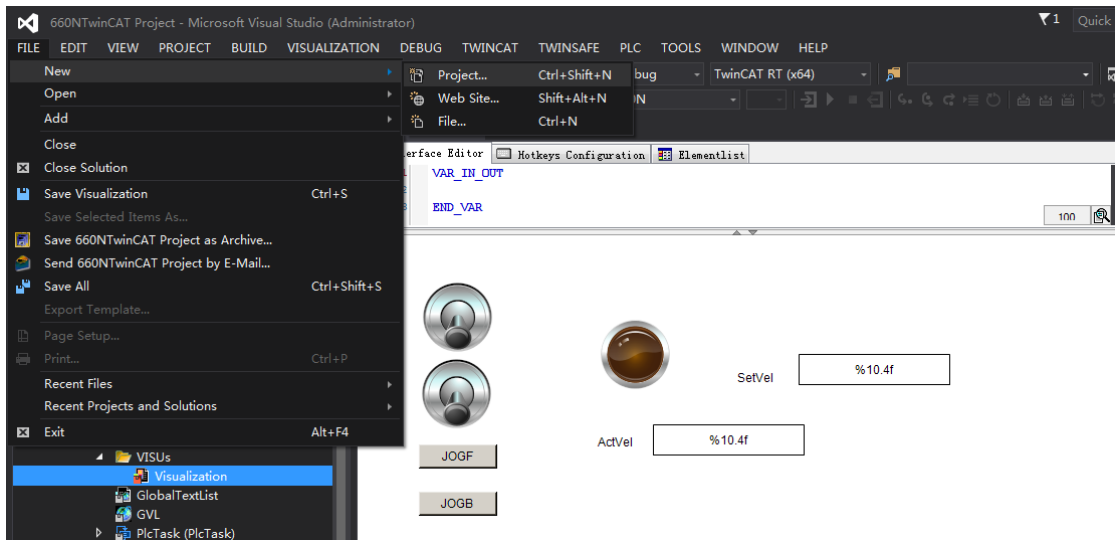 660NTwinCAT Project - Microsoft Visual Studio (Administrator)
1
Quick
FILE EDIT VIEW PROJECT BUILD VISUALIZATION DEBUG TWINCAT TWINSAFE PLC TOOLS WINDOW HELP
New
Project... Ctrl+Shift+N
bug
TwinCAT RT (x64)
Open
Web Site... Shift+Alt+N
Add
File... Ctrl+N
Close
erface Editor Hotkeys Configuration Elementlist
Close Solution
VAR_IN_OUT
Save Visualization Ctrl+S
Save Selected Items As...
END_VAR
100
Save 660NTwinCAT Project as Archive...
Send 660NTwinCAT Project by E-Mail...
Save All Ctrl+Shift+S
Export Template...
Page Setup...
Print... Ctrl+P
SetVel %10.4f
Recent Files
Recent Projects and Solutions
Exit Alt+F4
ActVel %10.4f
VISUs
JOGF
Visualization
GlobalTextList
JOGB
GVL
PlcTask (PlcTask)